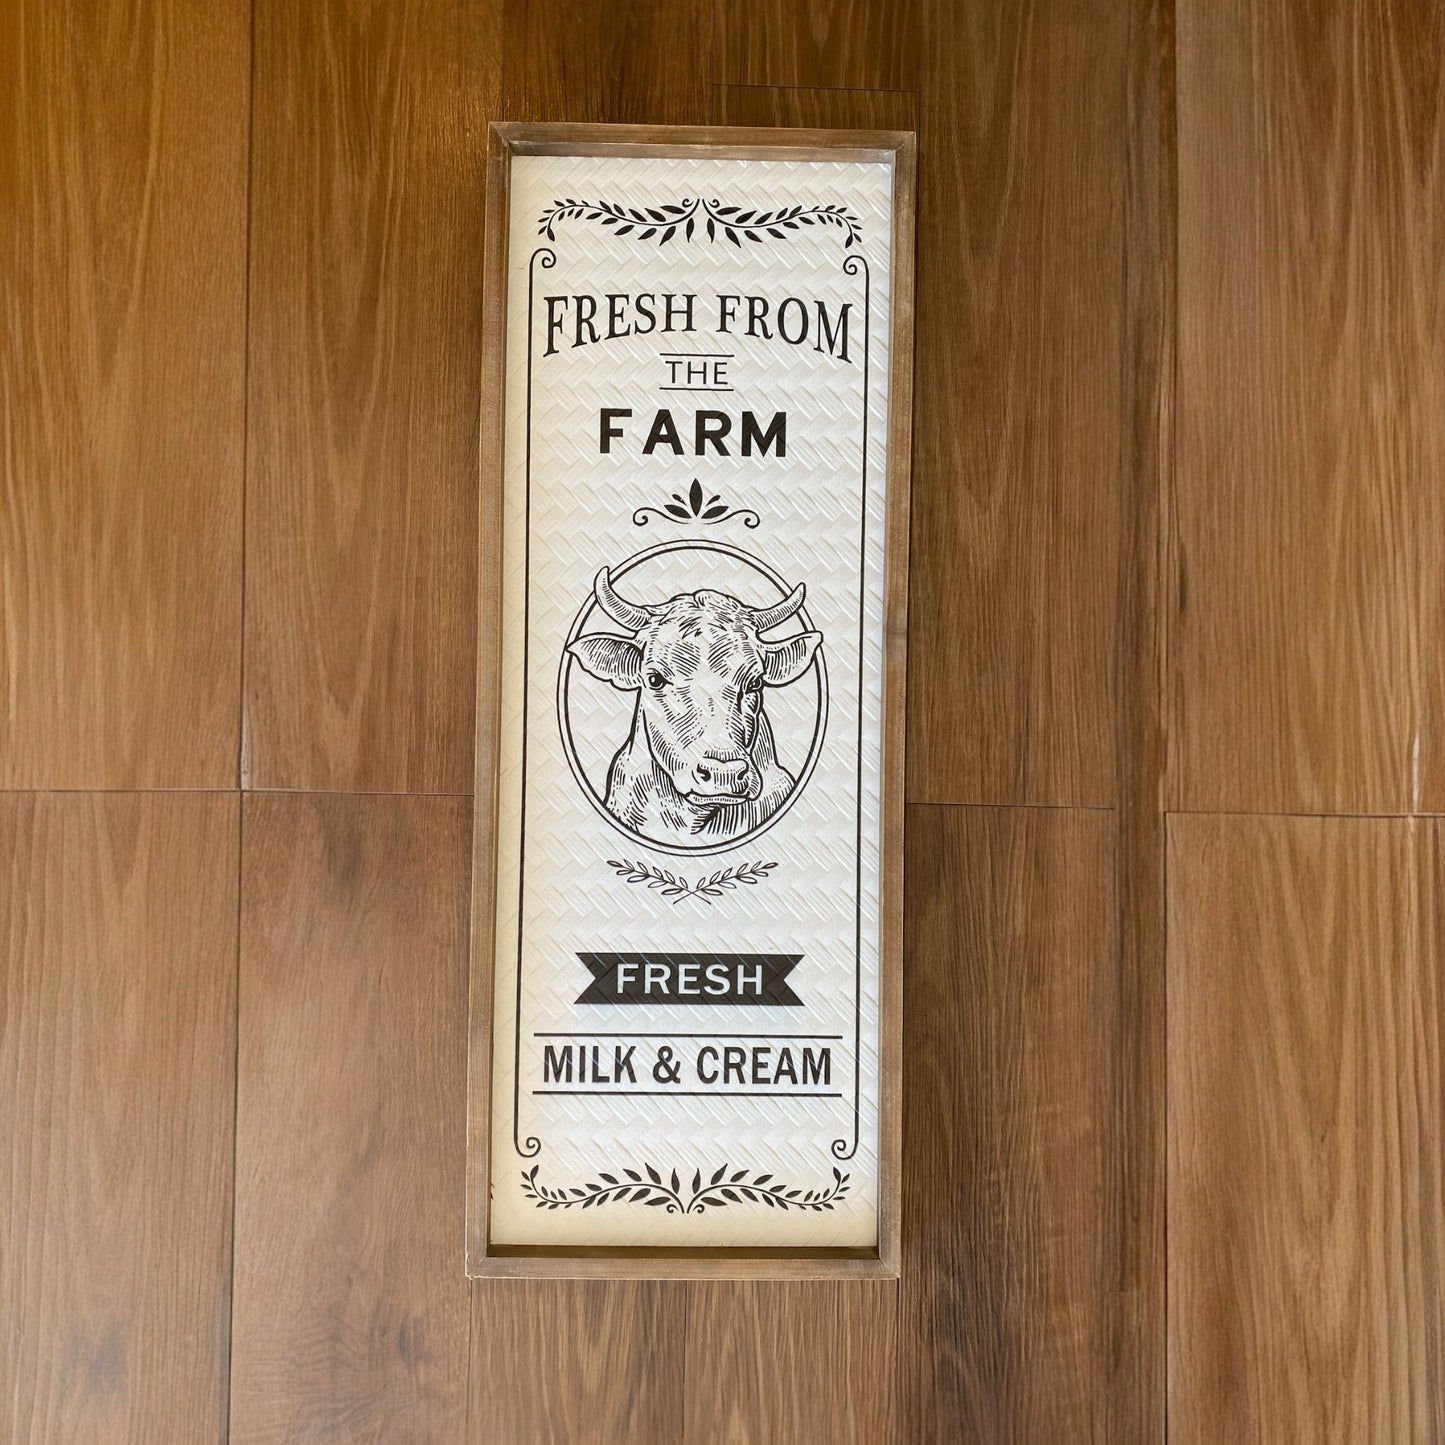 FRESH FROM
THE
FARM
FRESH
MILK & CREAM